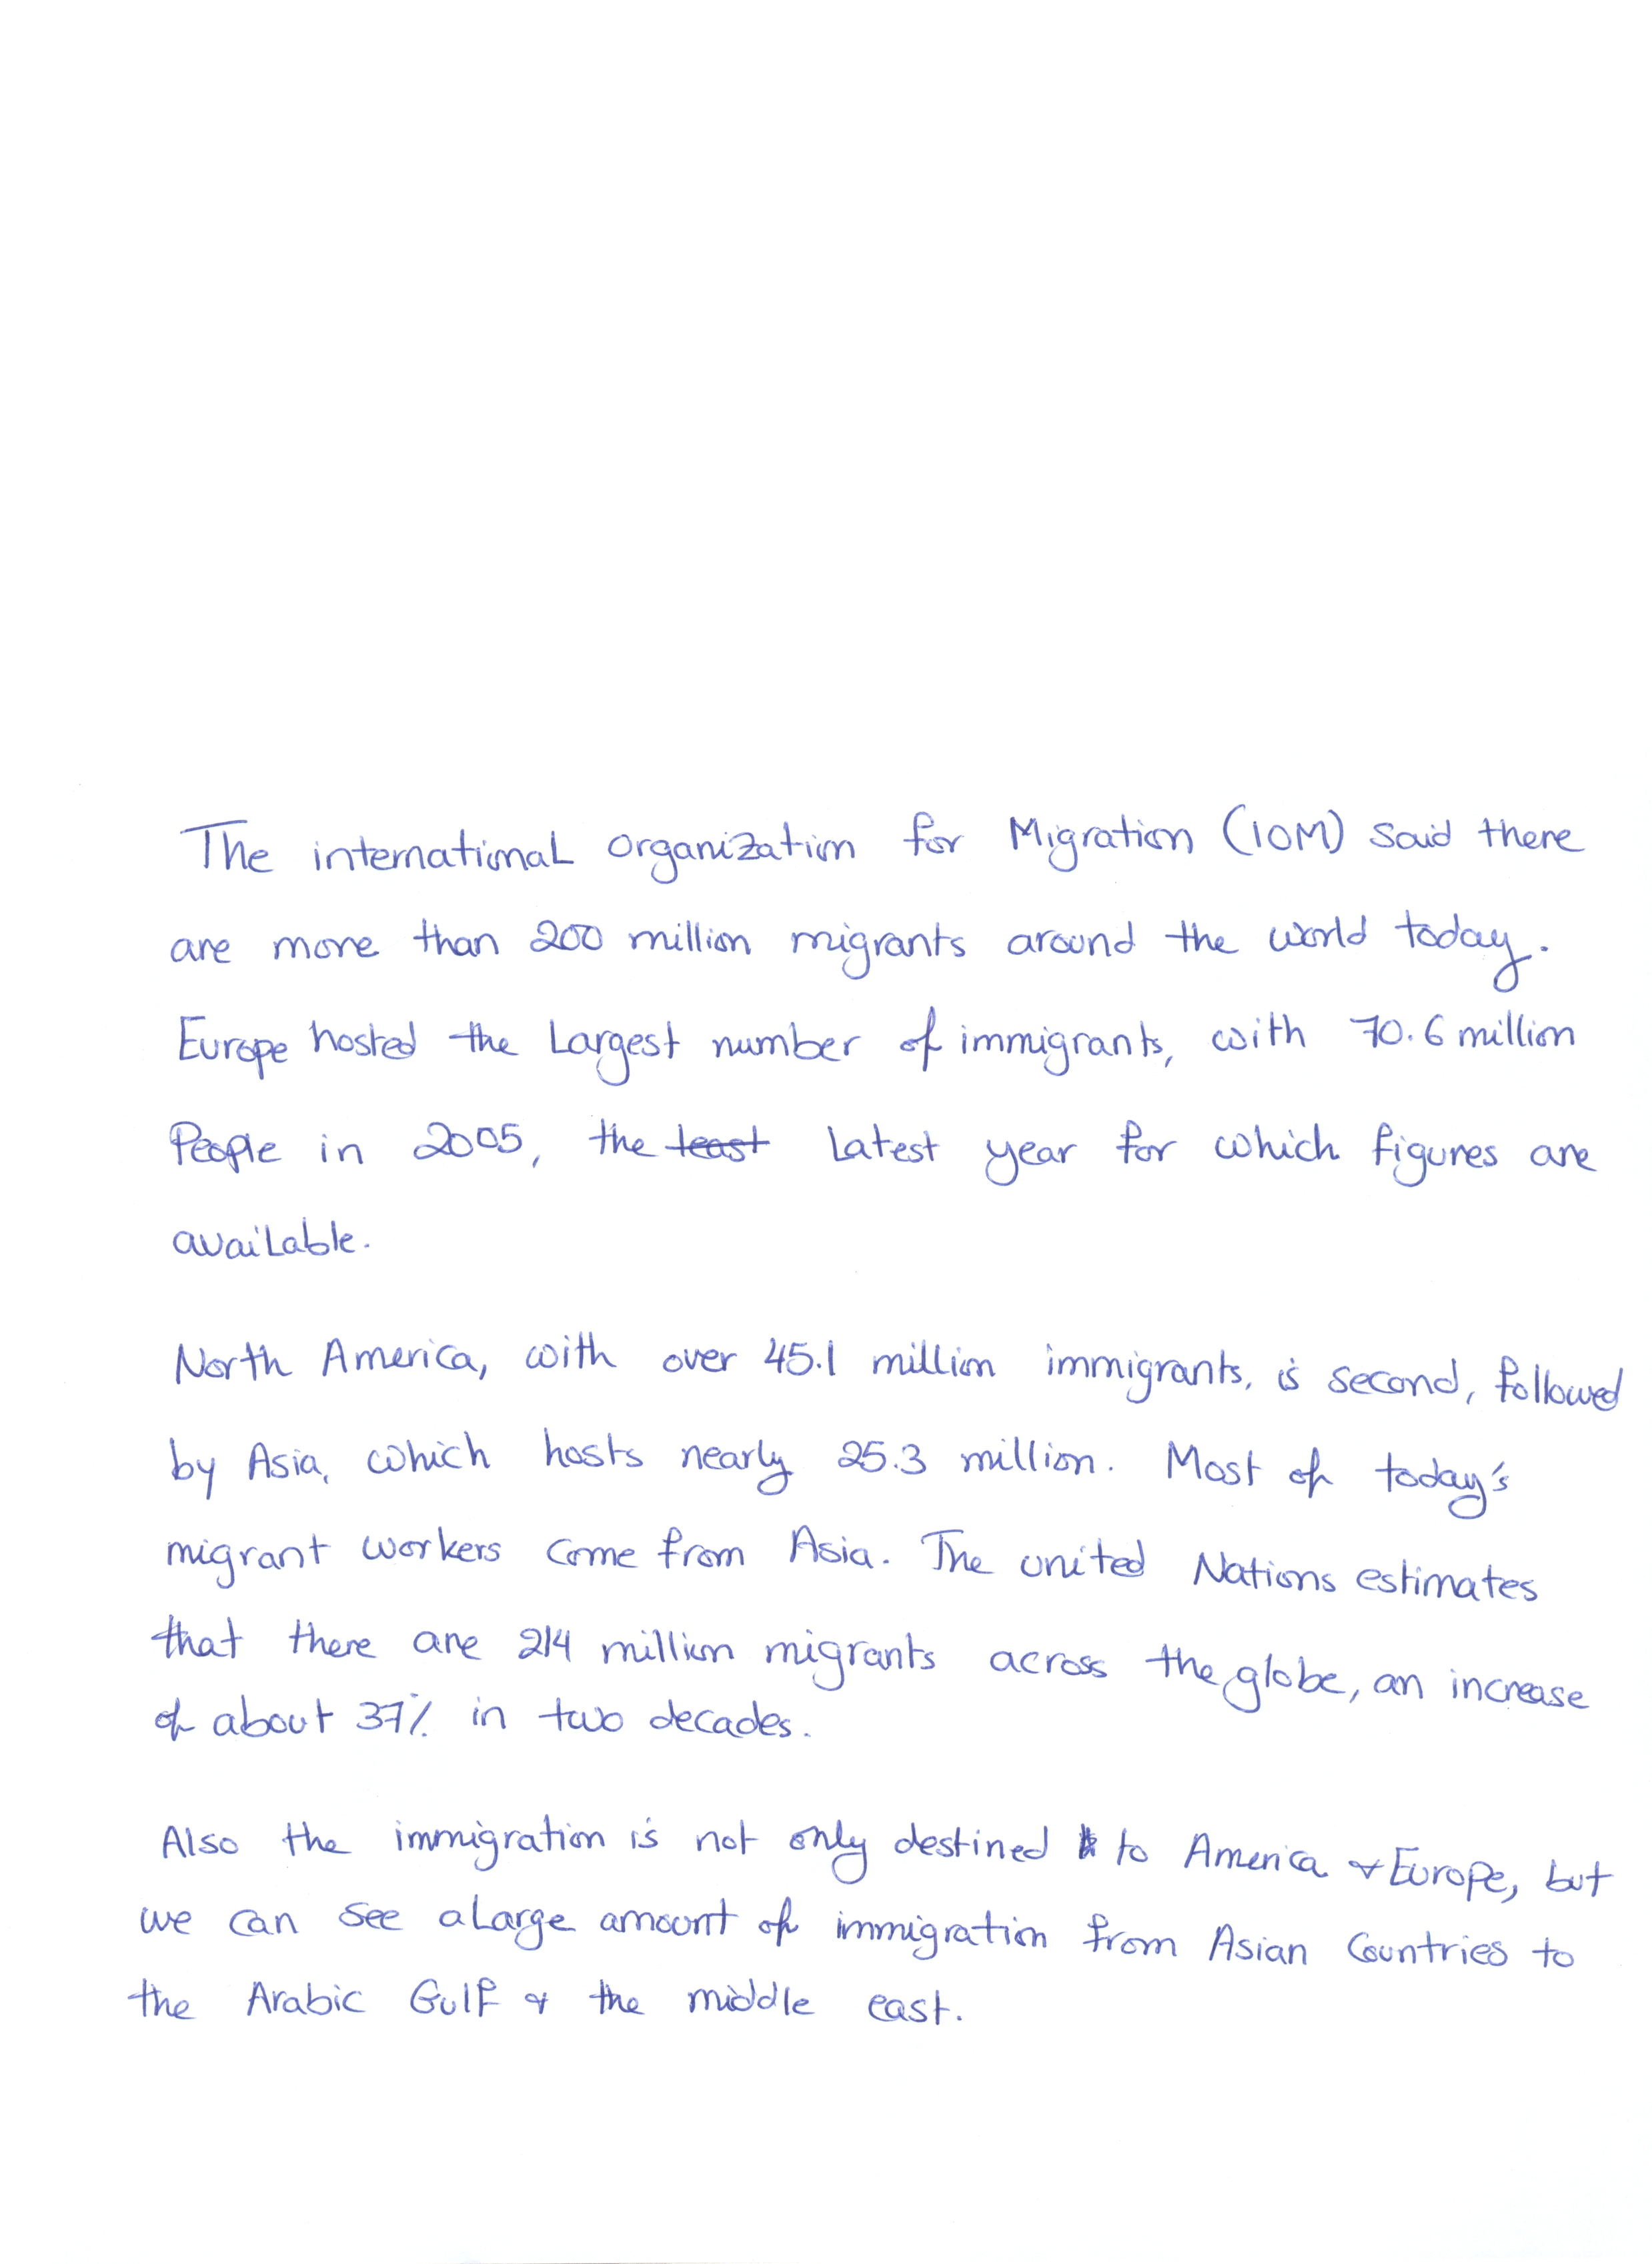 The international organization for Migration (IOM) said there
are more than 200 million migrants around the world today.
Europe hosted the Largest number of immigrants, with 70.6 million
People in 2005, the least Latest year for which figures are
available.
North America, with over 45.1 million immigrants, is second, followed
by Asia, which hosts nearly 25.3 million. Most of today's
migrant workers come from Asia. The united Nations estimates
that there are 214 million migrants across the globe, an increase
of about 37% in two decades.
Also the immigration is not only destined to America & Europe, but
we can see a Large amount of immigration from Asian Countries to
the Arabic Gulf & the middle east.